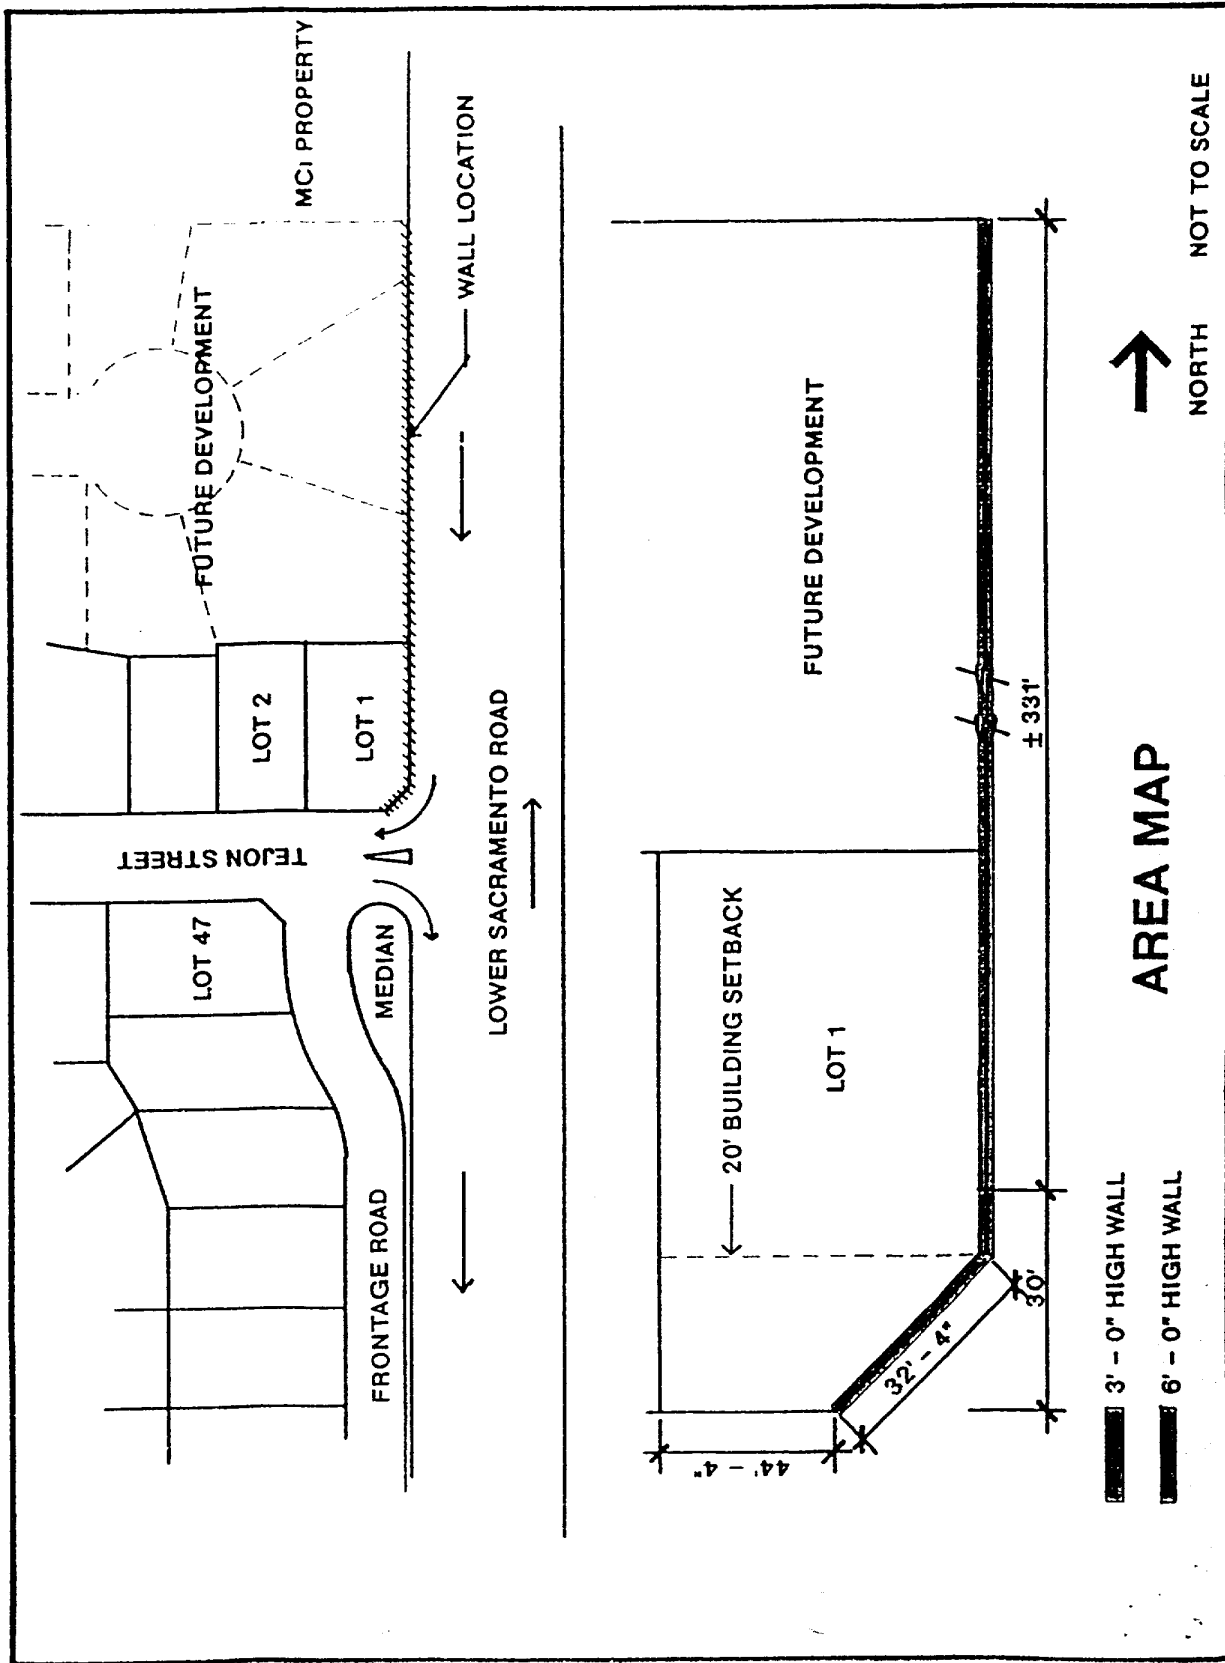 MCI PROPERTY
FUTURE DEVELOPMENT
WALL LOCATION
LOT 2
LOT 1
TEJON STREET
LOWER SACRAMENTO ROAD
LOT 47
MEDIAN
FRONTAGE ROAD
FUTURE DEVELOPMENT
20' BUILDING SETBACK
LOT 1
± 331'
30'
32' - 4"
44' - 4"
AREA MAP
3' - 0" HIGH WALL
6' - 0" HIGH WALL
NORTH
NOT TO SCALE